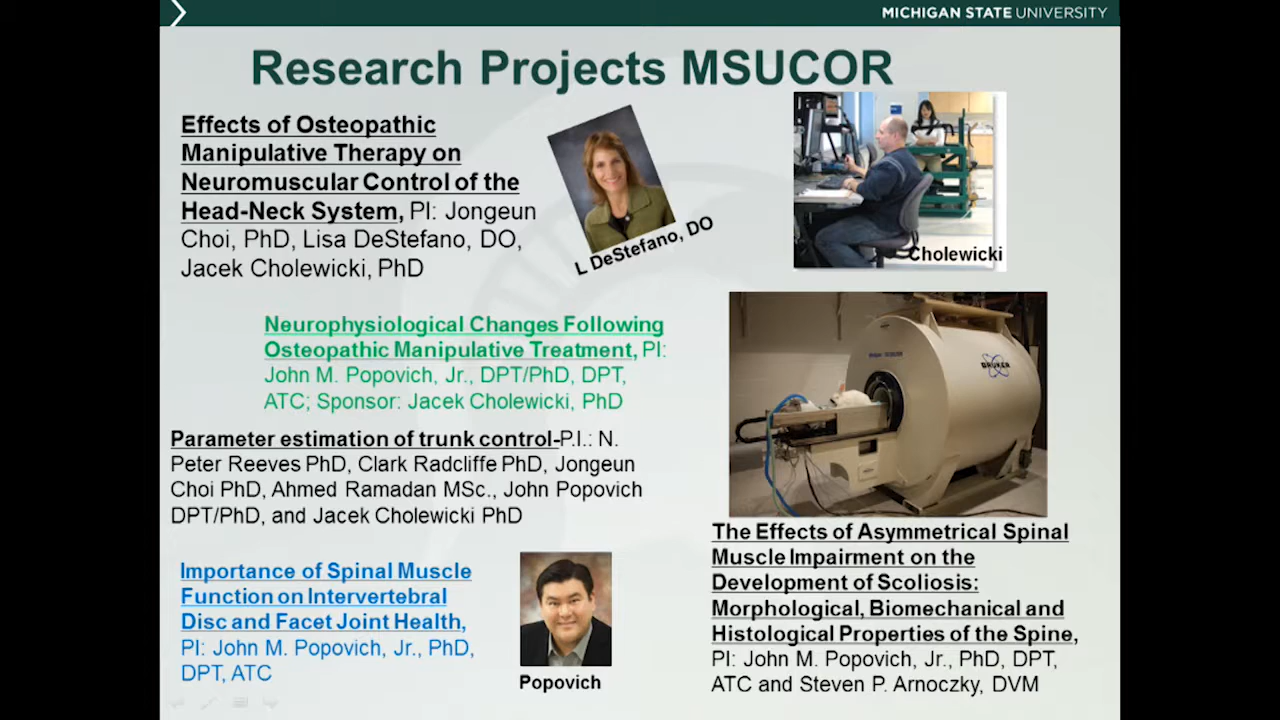 MICHIGAN STATE UNIVERSITY
Research Projects MSUCOR
Effects of Osteopathic
Manipulative Therapy on
Neuromuscular Control of the
Head-Neck System, PI: Jongeun
Choi, PhD, Lisa DeStefano, DO,
Jacek Cholewicki, PhD
L DeStefano, DO
Cholewicki
Neurophysiological Changes Following
Osteopathic Manipulative Treatment, PI:
John M. Popovich, Jr., DPT/PhD, DPT,
ATC; Sponsor: Jacek Cholewicki, PhD
BRUKER
Parameter estimation of trunk control-P.I.: N.
Peter Reeves PhD, Clark Radcliffe PhD, Jongeun
Choi PhD, Ahmed Ramadan MSc., John Popovich
DPT/PhD, and Jacek Cholewicki PhD
Importance of Spinal Muscle
Function on Intervertebral
Disc and Facet Joint Health,
PI: John M. Popovich, Jr., PhD,
DPT, ATC
Popovich
The Effects of Asymmetrical Spinal
Muscle Impairment on the
Development of Scoliosis:
Morphological, Biomechanical and
Histological Properties of the Spine,
PI: John M. Popovich, Jr., PhD, DPT,
ATC and Steven P. Arnoczky, DVM